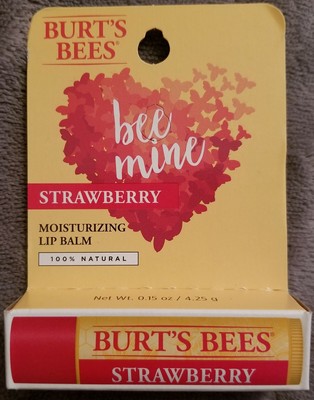 BURT'S
BEES®
bee
mine
STRAWBERRY
MOISTURIZING
LIP BALM
100% NATURAL
Net Wt. 0.15 oz / 4.25 g
BURT'S BEES®
STRAWBERRY